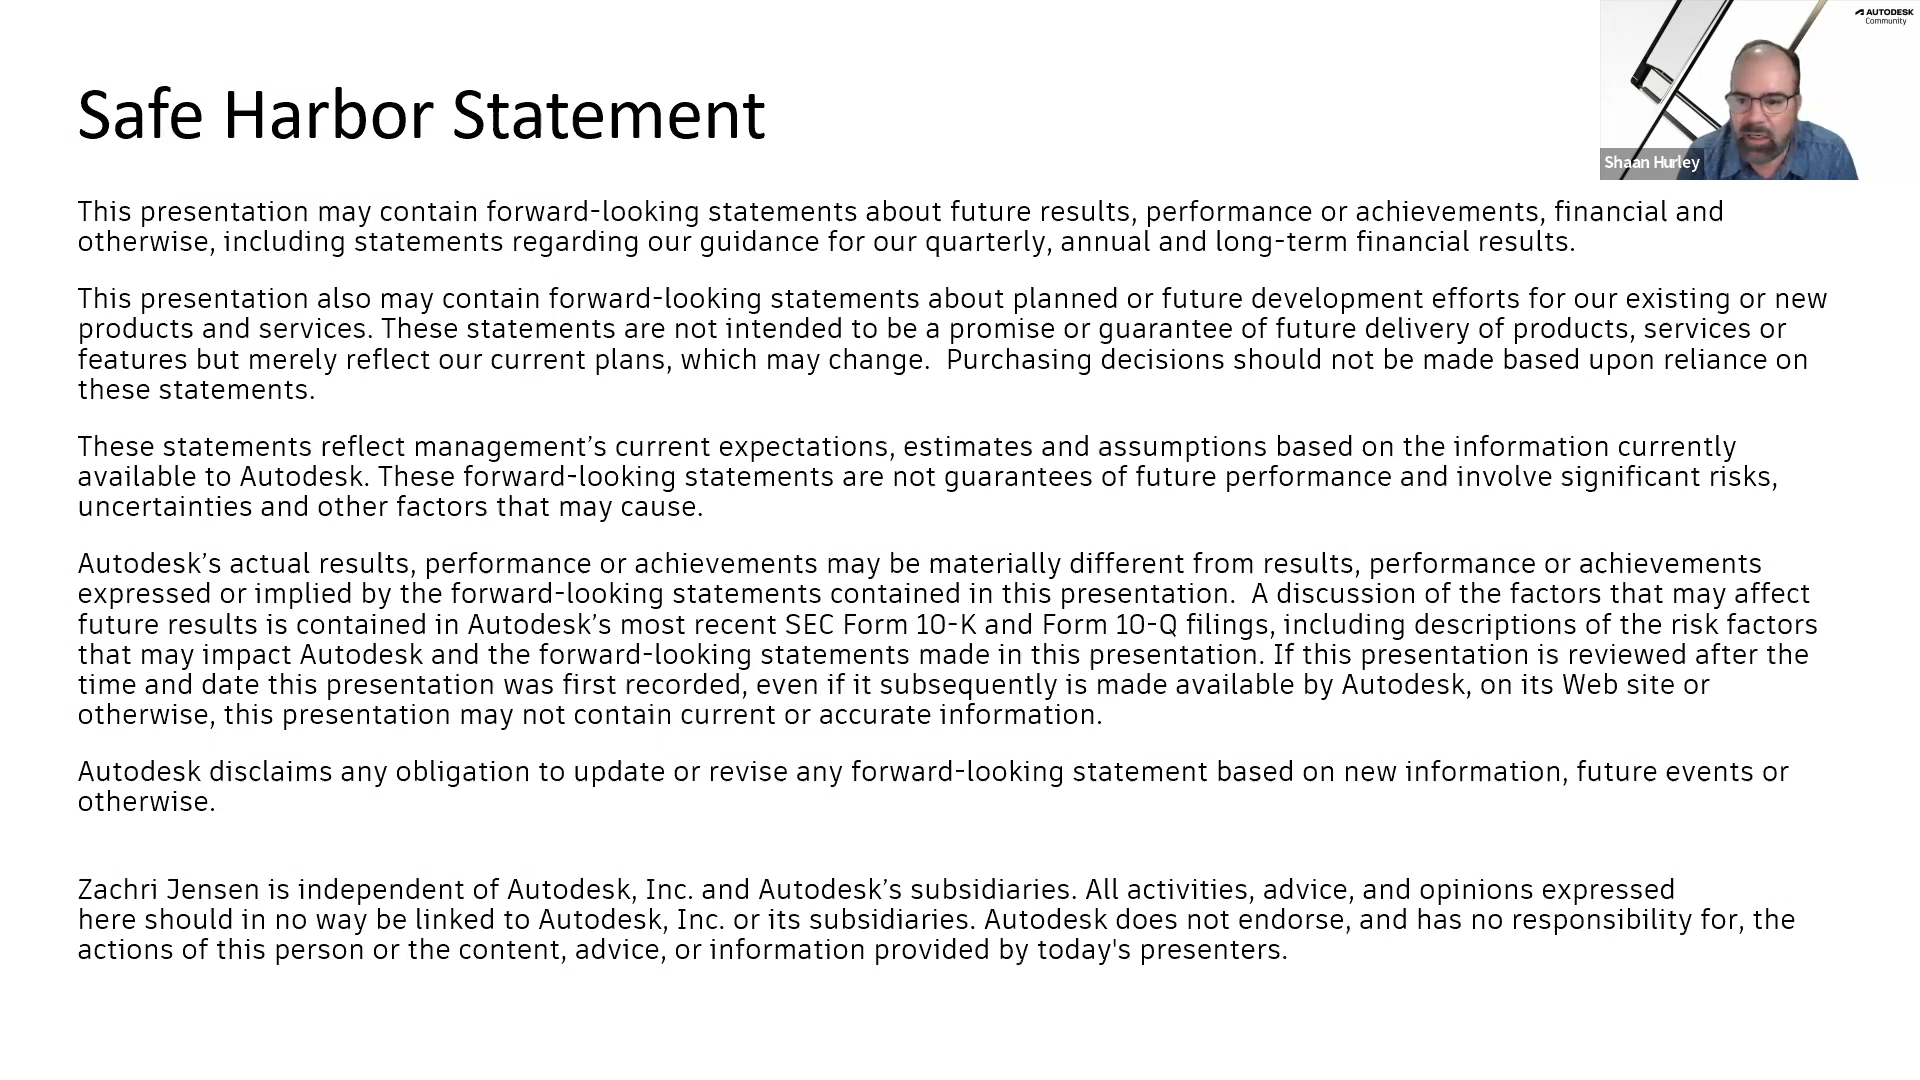 AUTODESK
Community
Safe Harbor Statement
Shaan Hurley
This presentation may contain forward-looking statements about future results, performance or achievements, financial and
otherwise, including statements regarding our guidance for our quarterly, annual and long-term financial results.
This presentation also may contain forward-looking statements about planned or future development efforts for our existing or new
products and services. These statements are not intended to be a promise or guarantee of future delivery of products, services or
features but merely reflect our current plans, which may change.  Purchasing decisions should not be made based upon reliance on
these statements.
These statements reflect management’s current expectations, estimates and assumptions based on the information currently
available to Autodesk. These forward-looking statements are not guarantees of future performance and involve significant risks,
uncertainties and other factors that may cause.
Autodesk’s actual results, performance or achievements may be materially different from results, performance or achievements
expressed or implied by the forward-looking statements contained in this presentation.  A discussion of the factors that may affect
future results is contained in Autodesk’s most recent SEC Form 10-K and Form 10-Q filings, including descriptions of the risk factors
that may impact Autodesk and the forward-looking statements made in this presentation. If this presentation is reviewed after the
time and date this presentation was first recorded, even if it subsequently is made available by Autodesk, on its Web site or
otherwise, this presentation may not contain current or accurate information.
Autodesk disclaims any obligation to update or revise any forward-looking statement based on new information, future events or
otherwise.
Zachri Jensen is independent of Autodesk, Inc. and Autodesk’s subsidiaries. All activities, advice, and opinions expressed
here should in no way be linked to Autodesk, Inc. or its subsidiaries. Autodesk does not endorse, and has no responsibility for, the
actions of this person or the content, advice, or information provided by today's presenters.